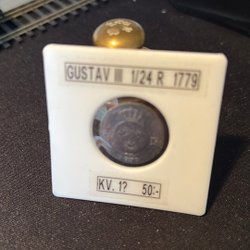 GUSTAV III 1/24 R 1779
KV. 1? 50:-